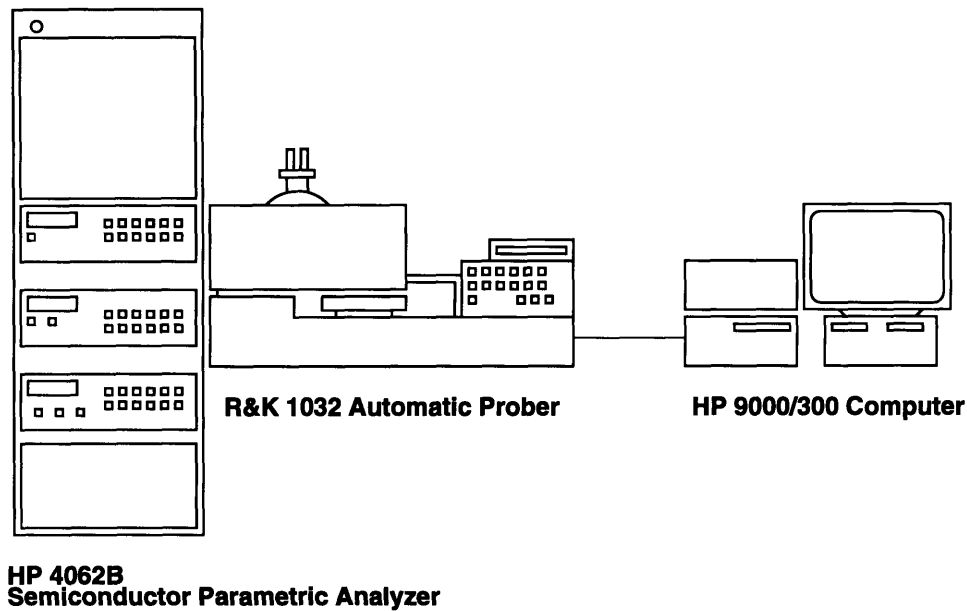 R&K 1032 Automatic Prober
HP 9000/300 Computer
HP 4062B
Semiconductor Parametric Analyzer